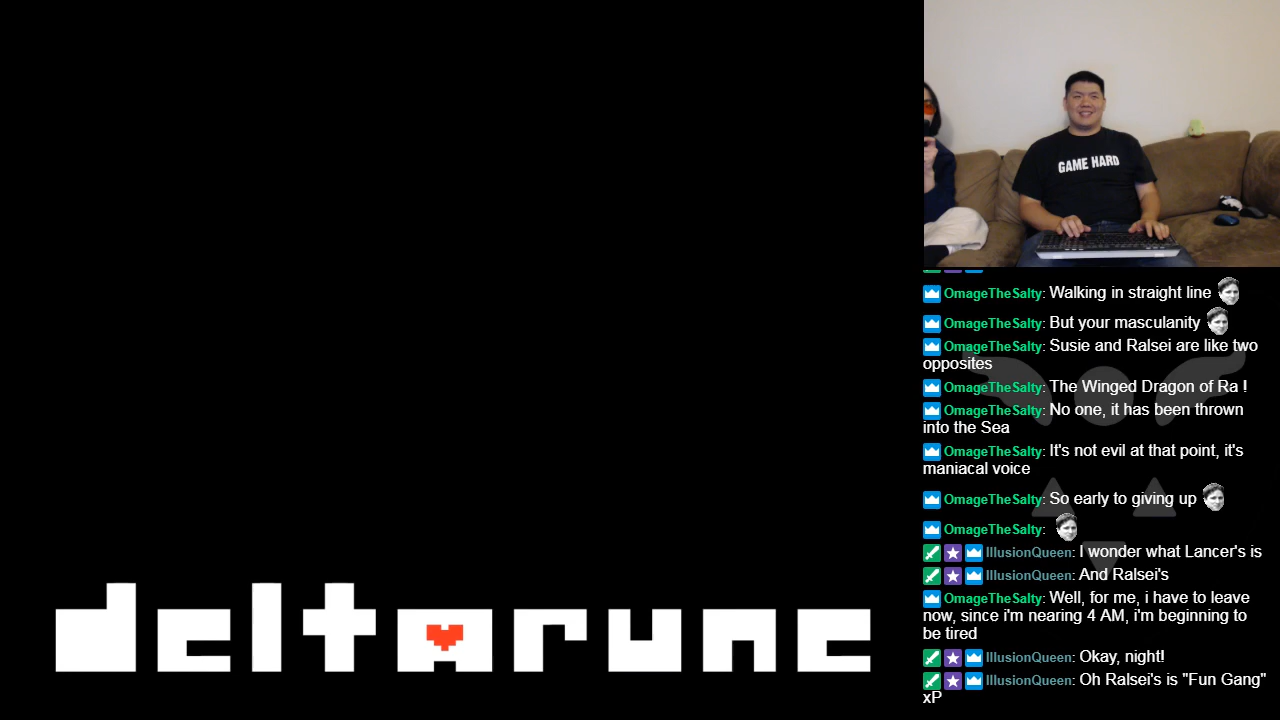 GAME HARD
OmageTheSalty: Walking in straight line
OmageTheSalty: But your masculanity
OmageTheSalty: Susie and Ralsei are like two
opposites
OmageTheSalty: The Winged Dragon of Ra !
OmageTheSalty: No one, it has been thrown
into the Sea
OmageTheSalty: It's not evil at that point, it's
maniacal voice
OmageTheSalty: So early to giving up
OmageTheSalty:
IllusionQueen: I wonder what Lancer's is
IllusionQueen: And Ralsei's
OmageTheSalty: Well, for me, i have to leave
now, since i'm nearing 4 AM, i'm beginning to
be tired
IllusionQueen: Okay, night!
IllusionQueen: Oh Ralsei's is "Fun Gang"
xP
deltarune